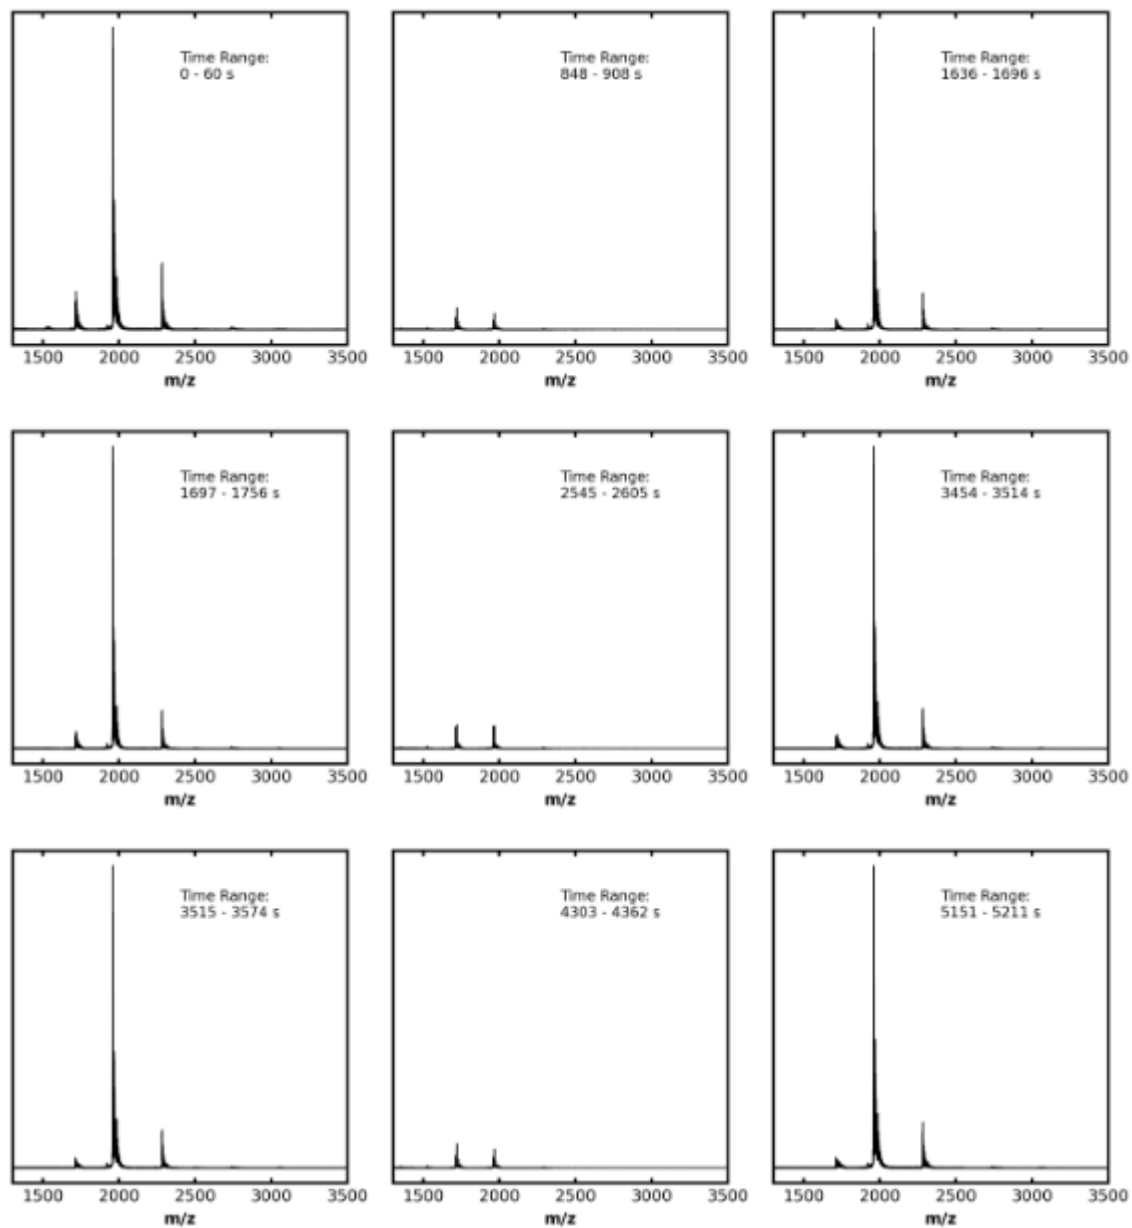 Time Range:
0 - 60 s
1500 2000 2500 3000 3500
m/z
Time Range:
848 - 908 s
1500 2000 2500 3000 3500
m/z
Time Range:
1636 - 1696 s
1500 2000 2500 3000 3500
m/z
Time Range:
1697 - 1756 s
1500 2000 2500 3000 3500
m/z
Time Range:
2545 - 2605 s
1500 2000 2500 3000 3500
m/z
Time Range:
3454 - 3514 s
1500 2000 2500 3000 3500
m/z
Time Range:
3515 - 3574 s
1500 2000 2500 3000 3500
m/z
Time Range:
4303 - 4362 s
1500 2000 2500 3000 3500
m/z
Time Range:
5151 - 5211 s
1500 2000 2500 3000 3500
m/z